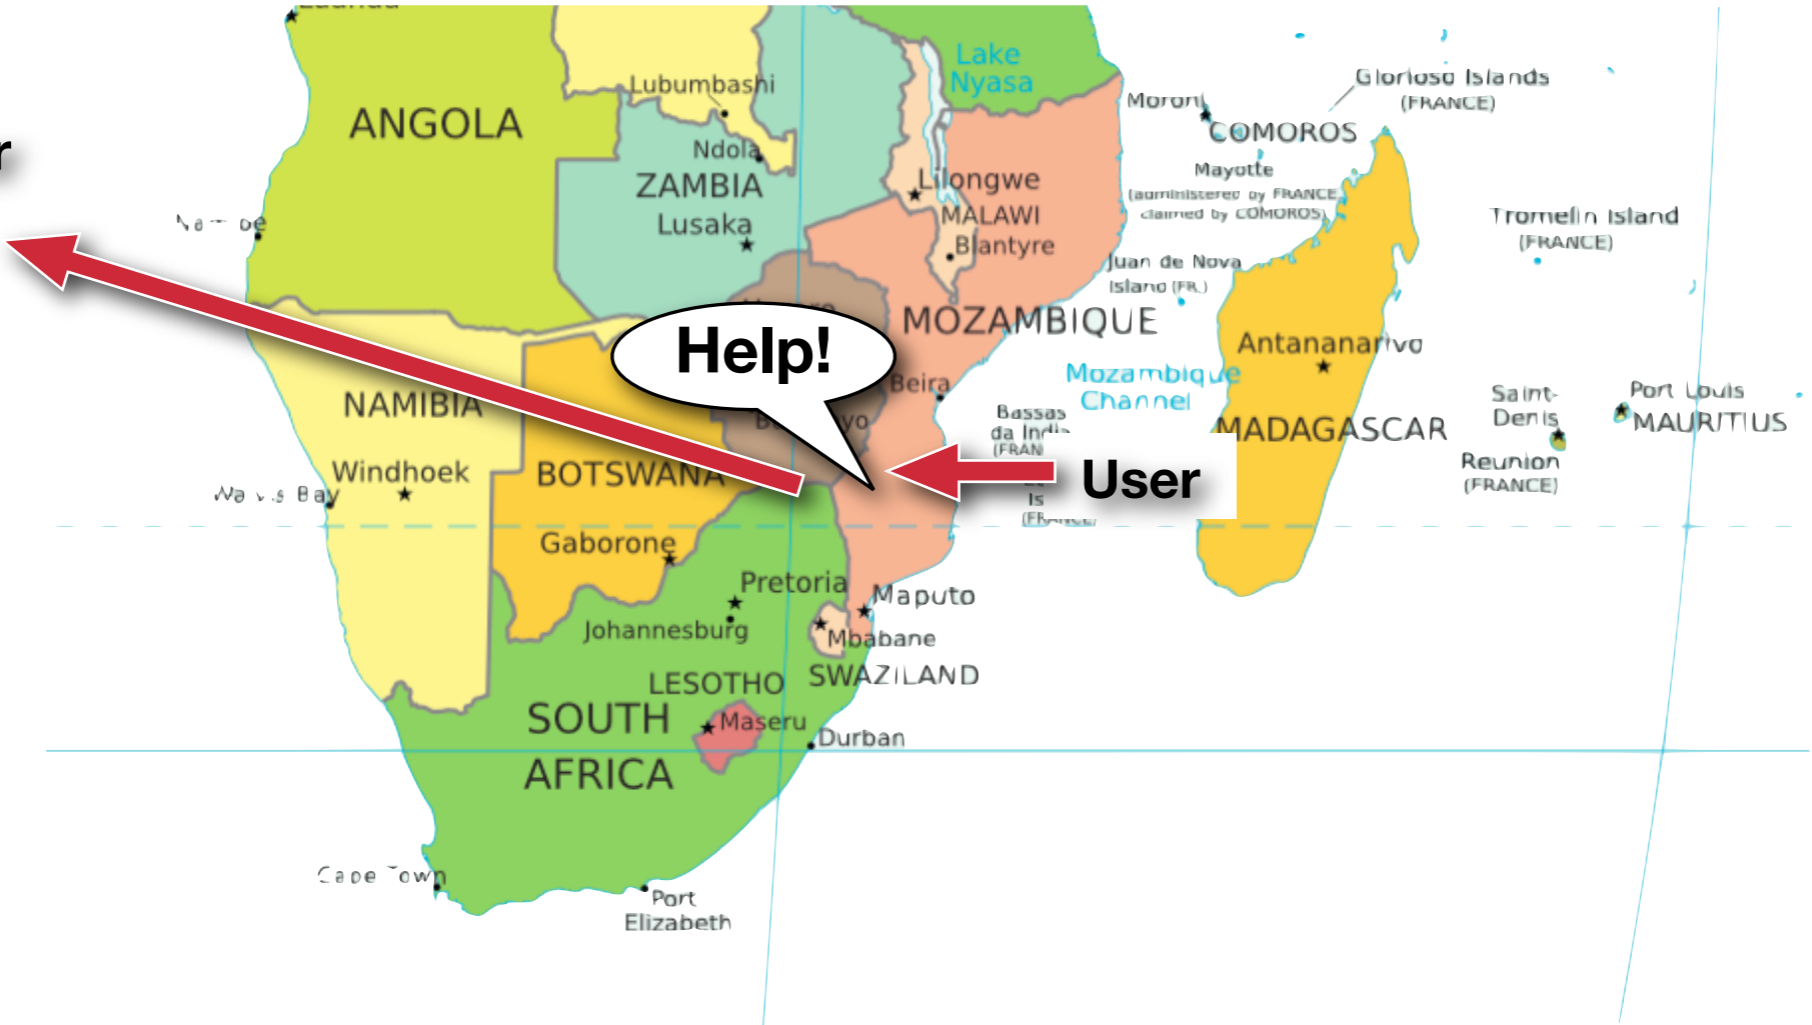 Lake
Nyasa
Lubumbashi
ANGOLA
Ndola
ZAMBIA
Lusaka
Lilongwe
MALAWI
Blantyre
Moroni
COMOROS
Glorioso Islands
(FRANCE)
Mayotte
(administered by FRANCE,
claimed by COMOROS)
Tromelin Island
(FRANCE)
Juan de Nova
Island (FR.)
MOZAMBIQUE
Help!
Beira
Mozambique
Channel
Antananarivo
MADAGASCAR
Saint-
Denis
Port Louis
MAURITIUS
Reunion
(FRANCE)
Bassas
da India
User
NAMIBIA
Windhoek
BOTSWANA
Gaborone
Pretoria
Johannesburg
Maputo
Mbabane
SWAZILAND
LESOTHO
Maseru
SOUTH
AFRICA
Durban
Cape Town
Port
Elizabeth